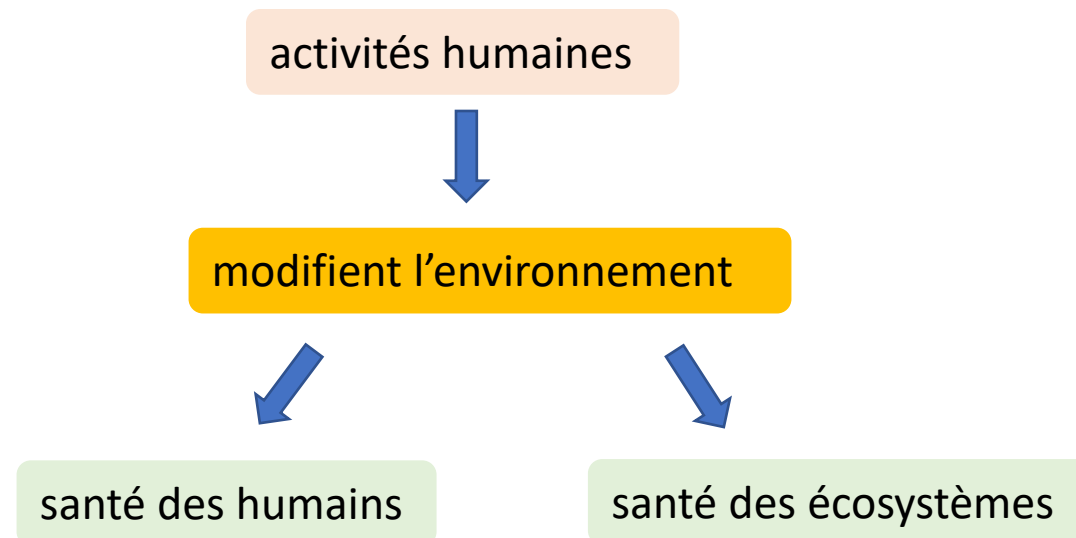 activités humaines
modifient l’environnement
santé des humains
santé des écosystèmes